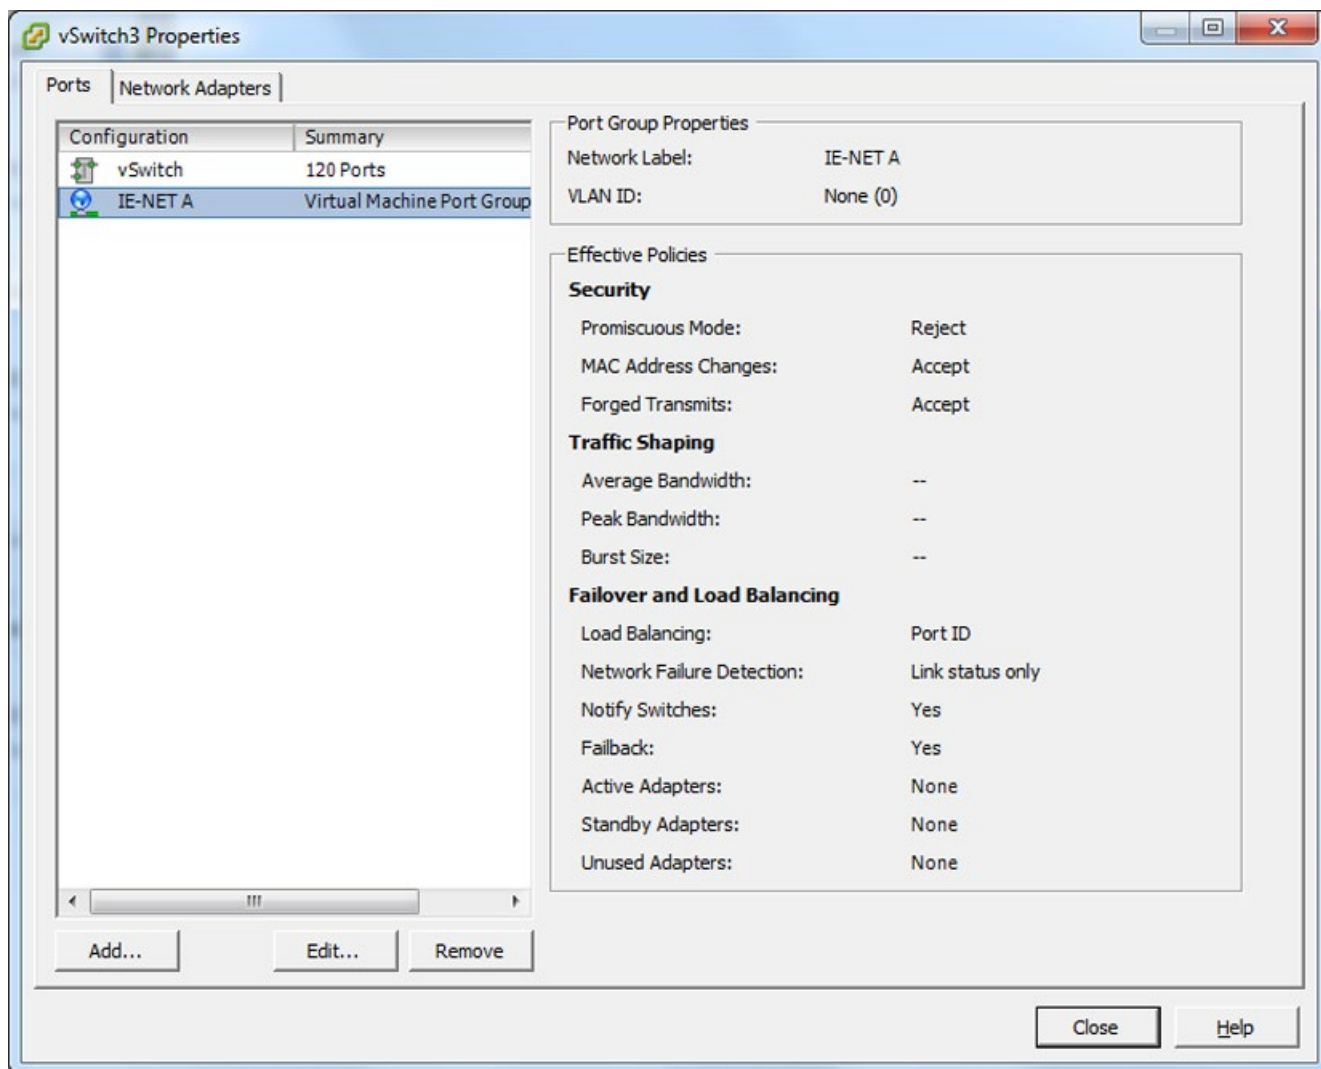 vSwitch3 Properties
Ports
Network Adapters
Configuration
Summary
vSwitch
120 Ports
IE-NET A
Virtual Machine Port Group
Add...
Edit...
Remove
Port Group Properties
Network Label: IE-NET A
VLAN ID: None (0)
Effective Policies
Security
Promiscuous Mode: Reject
MAC Address Changes: Accept
Forged Transmits: Accept
Traffic Shaping
Average Bandwidth: --
Peak Bandwidth: --
Burst Size: --
Failover and Load Balancing
Load Balancing: Port ID
Network Failure Detection: Link status only
Notify Switches: Yes
Failback: Yes
Active Adapters: None
Standby Adapters: None
Unused Adapters: None
Close
Help